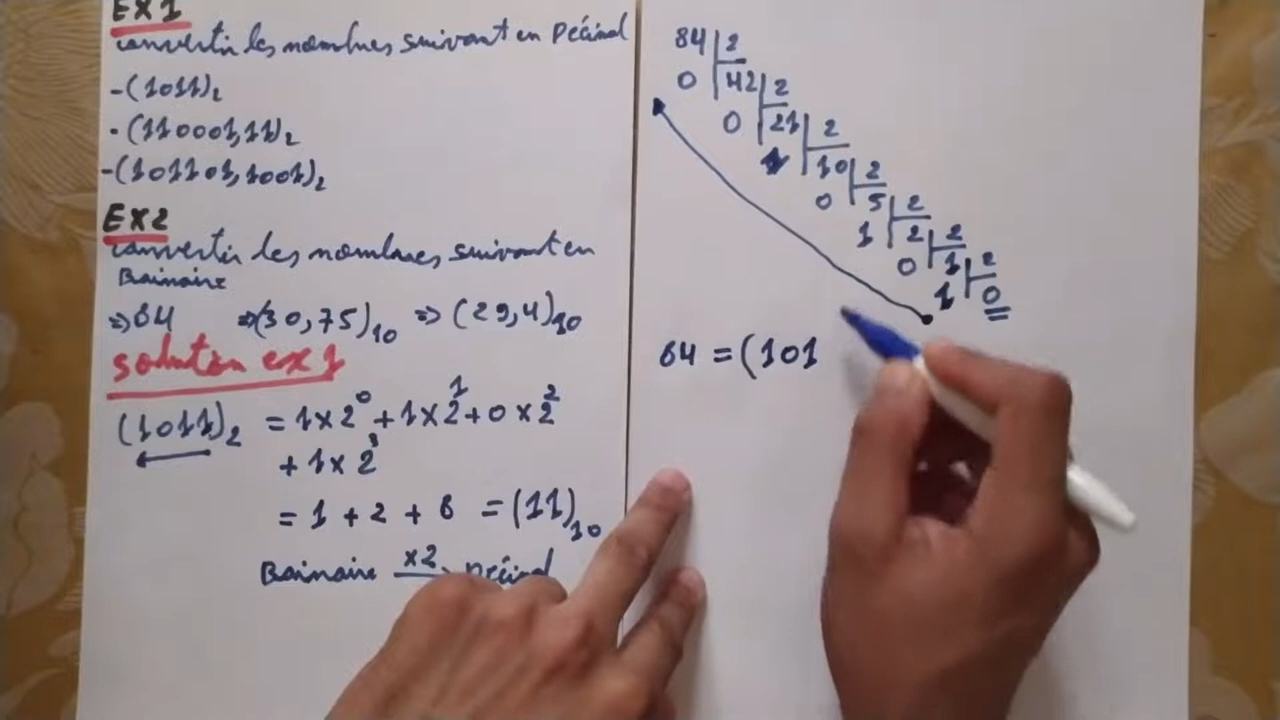 EX1
convertir les nombres suivant en Décimal
-(1011)₂
-(110001,11)₂
-(101101,1001)₂
EX2
convertir les nombres suivant en
Bainaire
⇒84 ⇒(30,75)₁₀ ⇒(29,4)₁₀
solution ex1
(1011)₂ = 1×2⁰+1×2¹+0×2²
+ 1×2³
= 1 + 2 + 8 = (11)₁₀
Bainaire ×2 Décimal
84 2
0 42 2
0 21 2
1 10 2
0 5 2
1 2 2
0 1 2
1 0
84 = (101